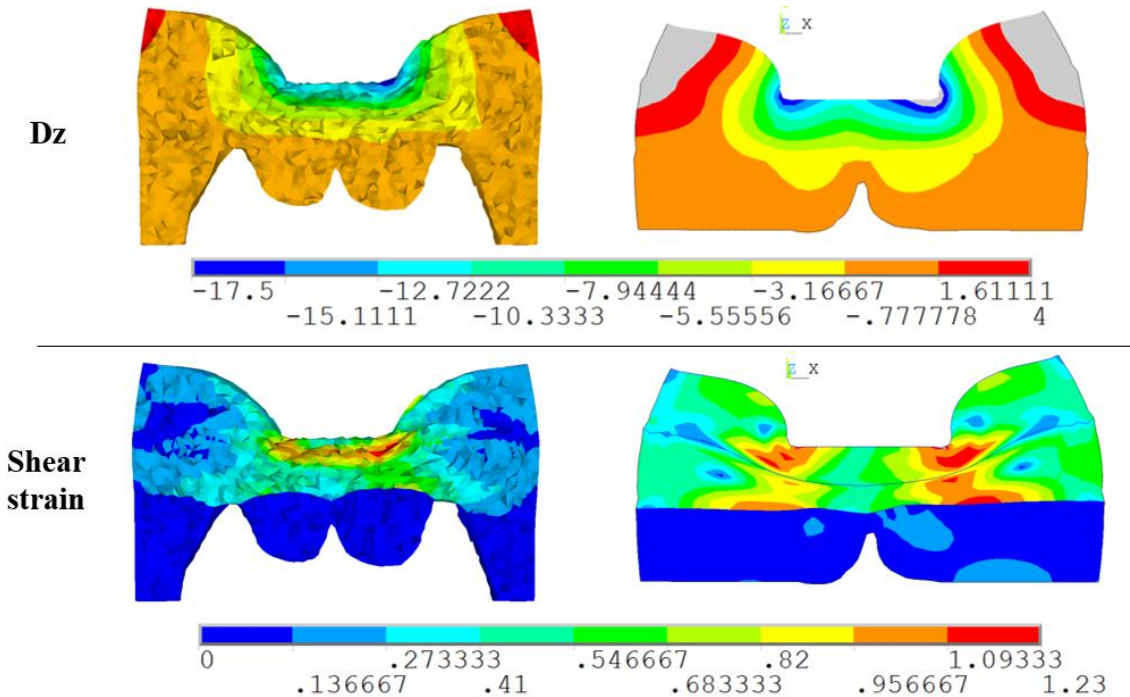 Z X
Dz
-17.5 -12.7222 -7.94444 -3.16667 1.61111
-15.1111 -10.3333 -5.55556 -.777778 4
Z X
Shear
strain
0 .273333 .546667 .82 1.09333
.136667 .41 .683333 .956667 1.23